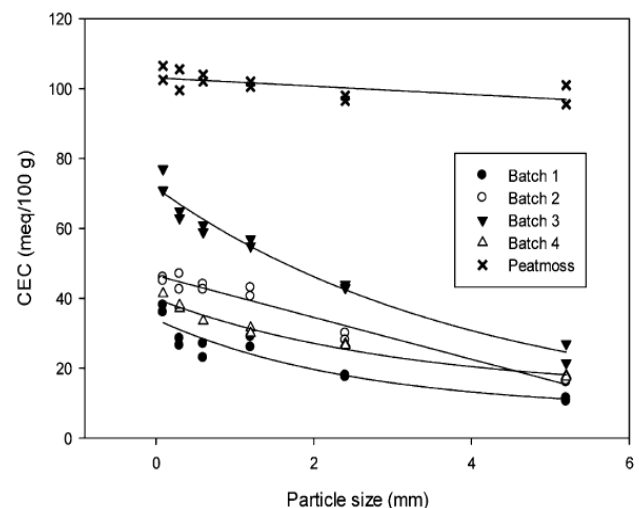 120
100
80
60
40
20
0
CEC (meq/100 g)
Batch 1
Batch 2
Batch 3
Batch 4
Peatmoss
0 2 4 6
Particle size (mm)